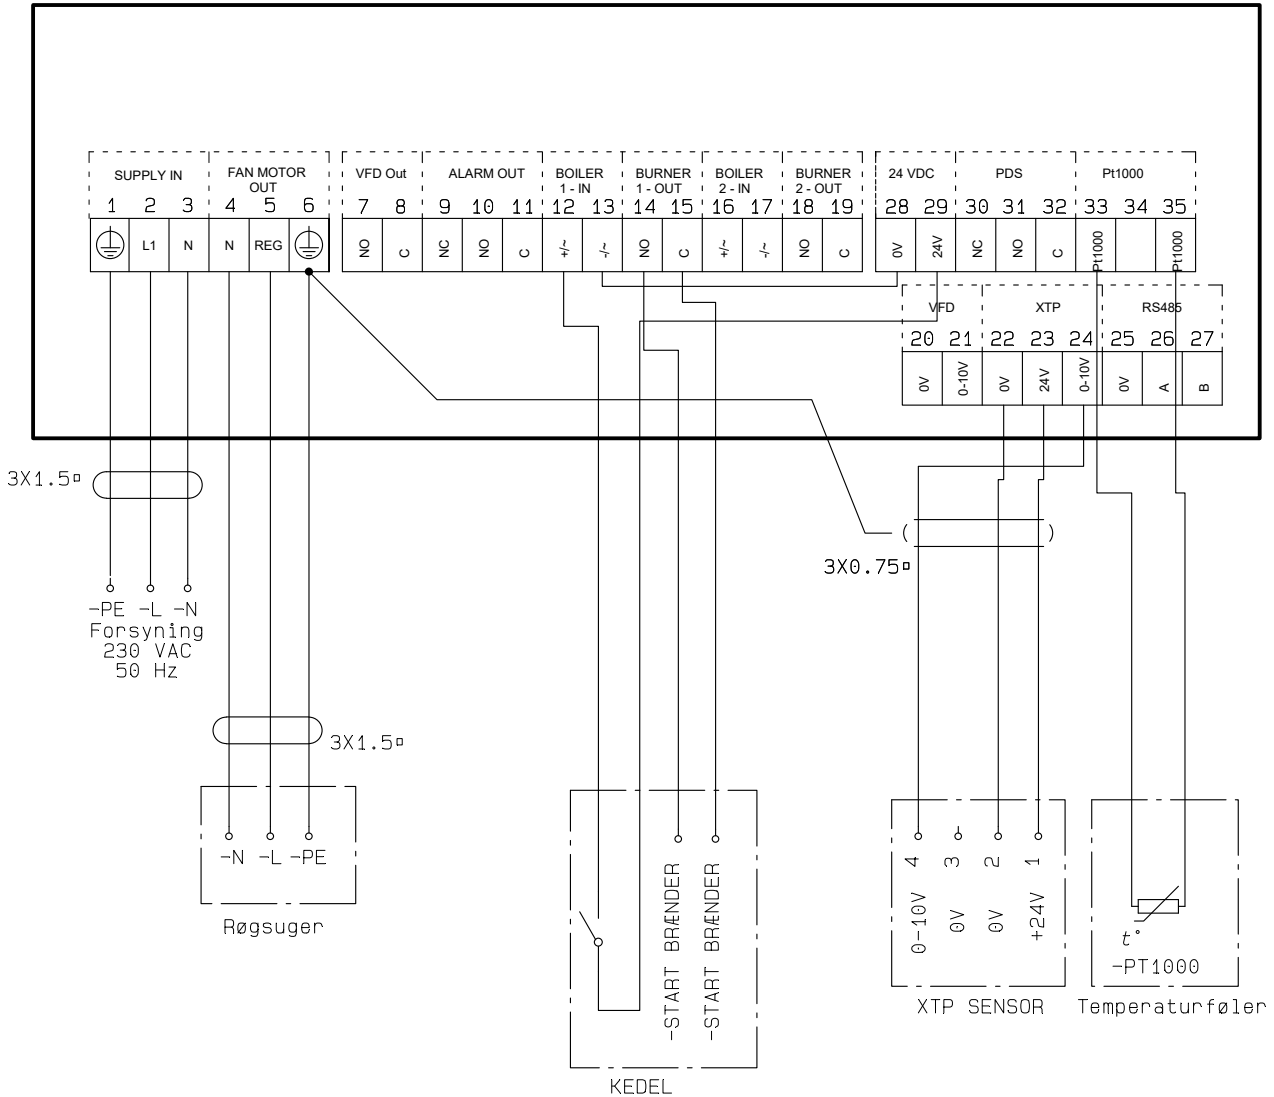 SUPPLY IN
FAN MOTOR
OUT
VFD Out
ALARM OUT
BOILER
1 - IN
BURNER
1 - OUT
BOILER
2 - IN
BURNER
2 - OUT
24 VDC
PDS
Pt1000
1 2 3 4 5 6 7 8 9 10 11 12 13 14 15 16 17 18 19 28 29 30 31 32 33 34 35
L1 N N REG NO C NC NO C +/~ -/~ NO C +/~ -/~ NO C 0V 24V NC NO C Pt1000 Pt1000
VFD
XTP
RS485
20 21 22 23 24 25 26 27
0V 0-10V 0V 24V 0-10V 0V A B
3X1.5▫
3X0.75▫
-PE -L -N
Forsyning
230 VAC
50 Hz
3X1.5▫
-N -L -PE
Røgsuger
-START BRÆNDER
-START BRÆNDER
KEDEL
4 3 2 1
0-10V 0V 0V +24V
XTP SENSOR
t°
-PT1000
Temperaturføler